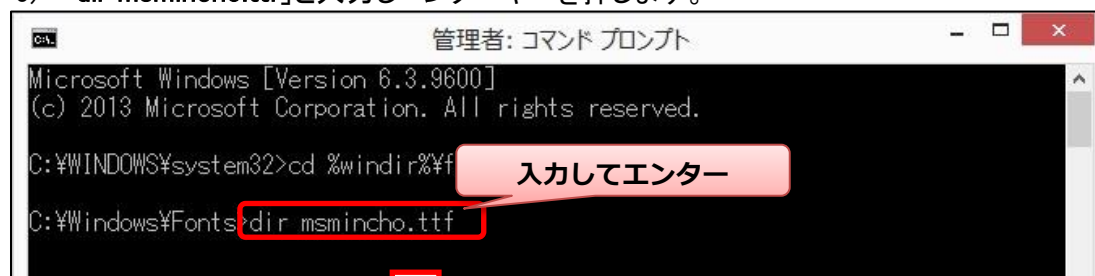 管理者: コマンド プロンプト
Microsoft Windows [Version 6.3.9600]
(c) 2013 Microsoft Corporation. All rights reserved.
C:¥WINDOWS¥system32>cd %windir%¥f
入力してエンター
C:¥Windows¥Fonts>dir msmincho.ttf